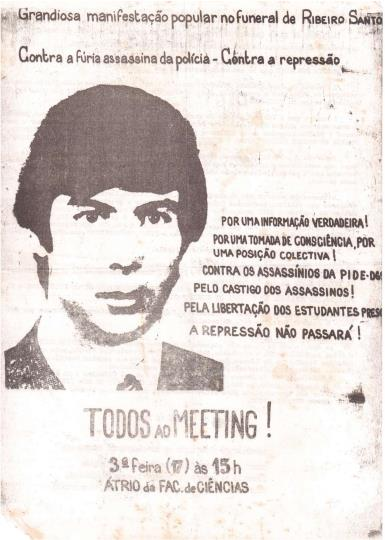 Grandiosa manifestação popular no funeral de Ribeiro Santo
Contra a fúria assassina da polícia - Contra a repressão
POR UMA INFORMAÇÃO VERDADEIRA!
POR UMA TOMADA DE CONSCIÊNCIA, POR
UMA POSIÇÃO COLECTIVA!
CONTRA OS ASSASSÍNIOS DA PIDE-DG
PELO CASTIGO DOS ASSASSINOS!
PELA LIBERTAÇÃO DOS ESTUDANTES PRES
A REPRESSÃO NÃO PASSARÁ!
TODOS AO MEETING!
3ª feira (17) às 15h
ÁTRIO da FAC. de CIÊNCIAS